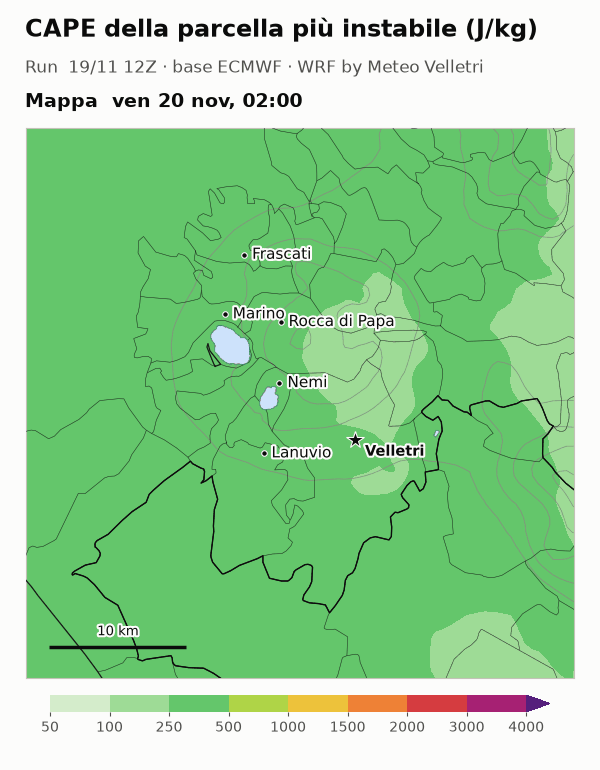 CAPE della parcella più instabile (J/kg)
Run 19/11 12Z · base ECMWF · WRF by Meteo Velletri
Mappa ven 20 nov, 02:00
Frascati
Marino
Rocca di Papa
Nemi
Velletri
Lanuvio
10 km
50 100 250 500 1000 1500 2000 3000 4000